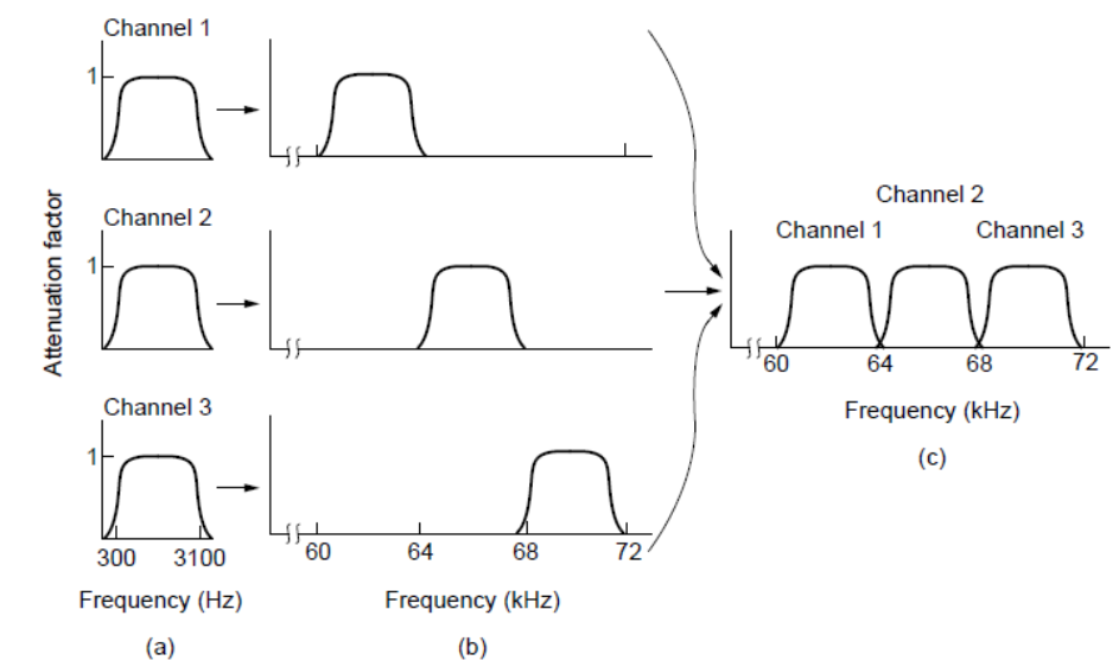 Channel 1
1
Channel 2
1
Channel 3
1
Attenuation factor
300 3100
Frequency (Hz)
(a)
60 64 68 72
Frequency (kHz)
(b)
Channel 2
Channel 1 Channel 3
60 64 68 72
Frequency (kHz)
(c)